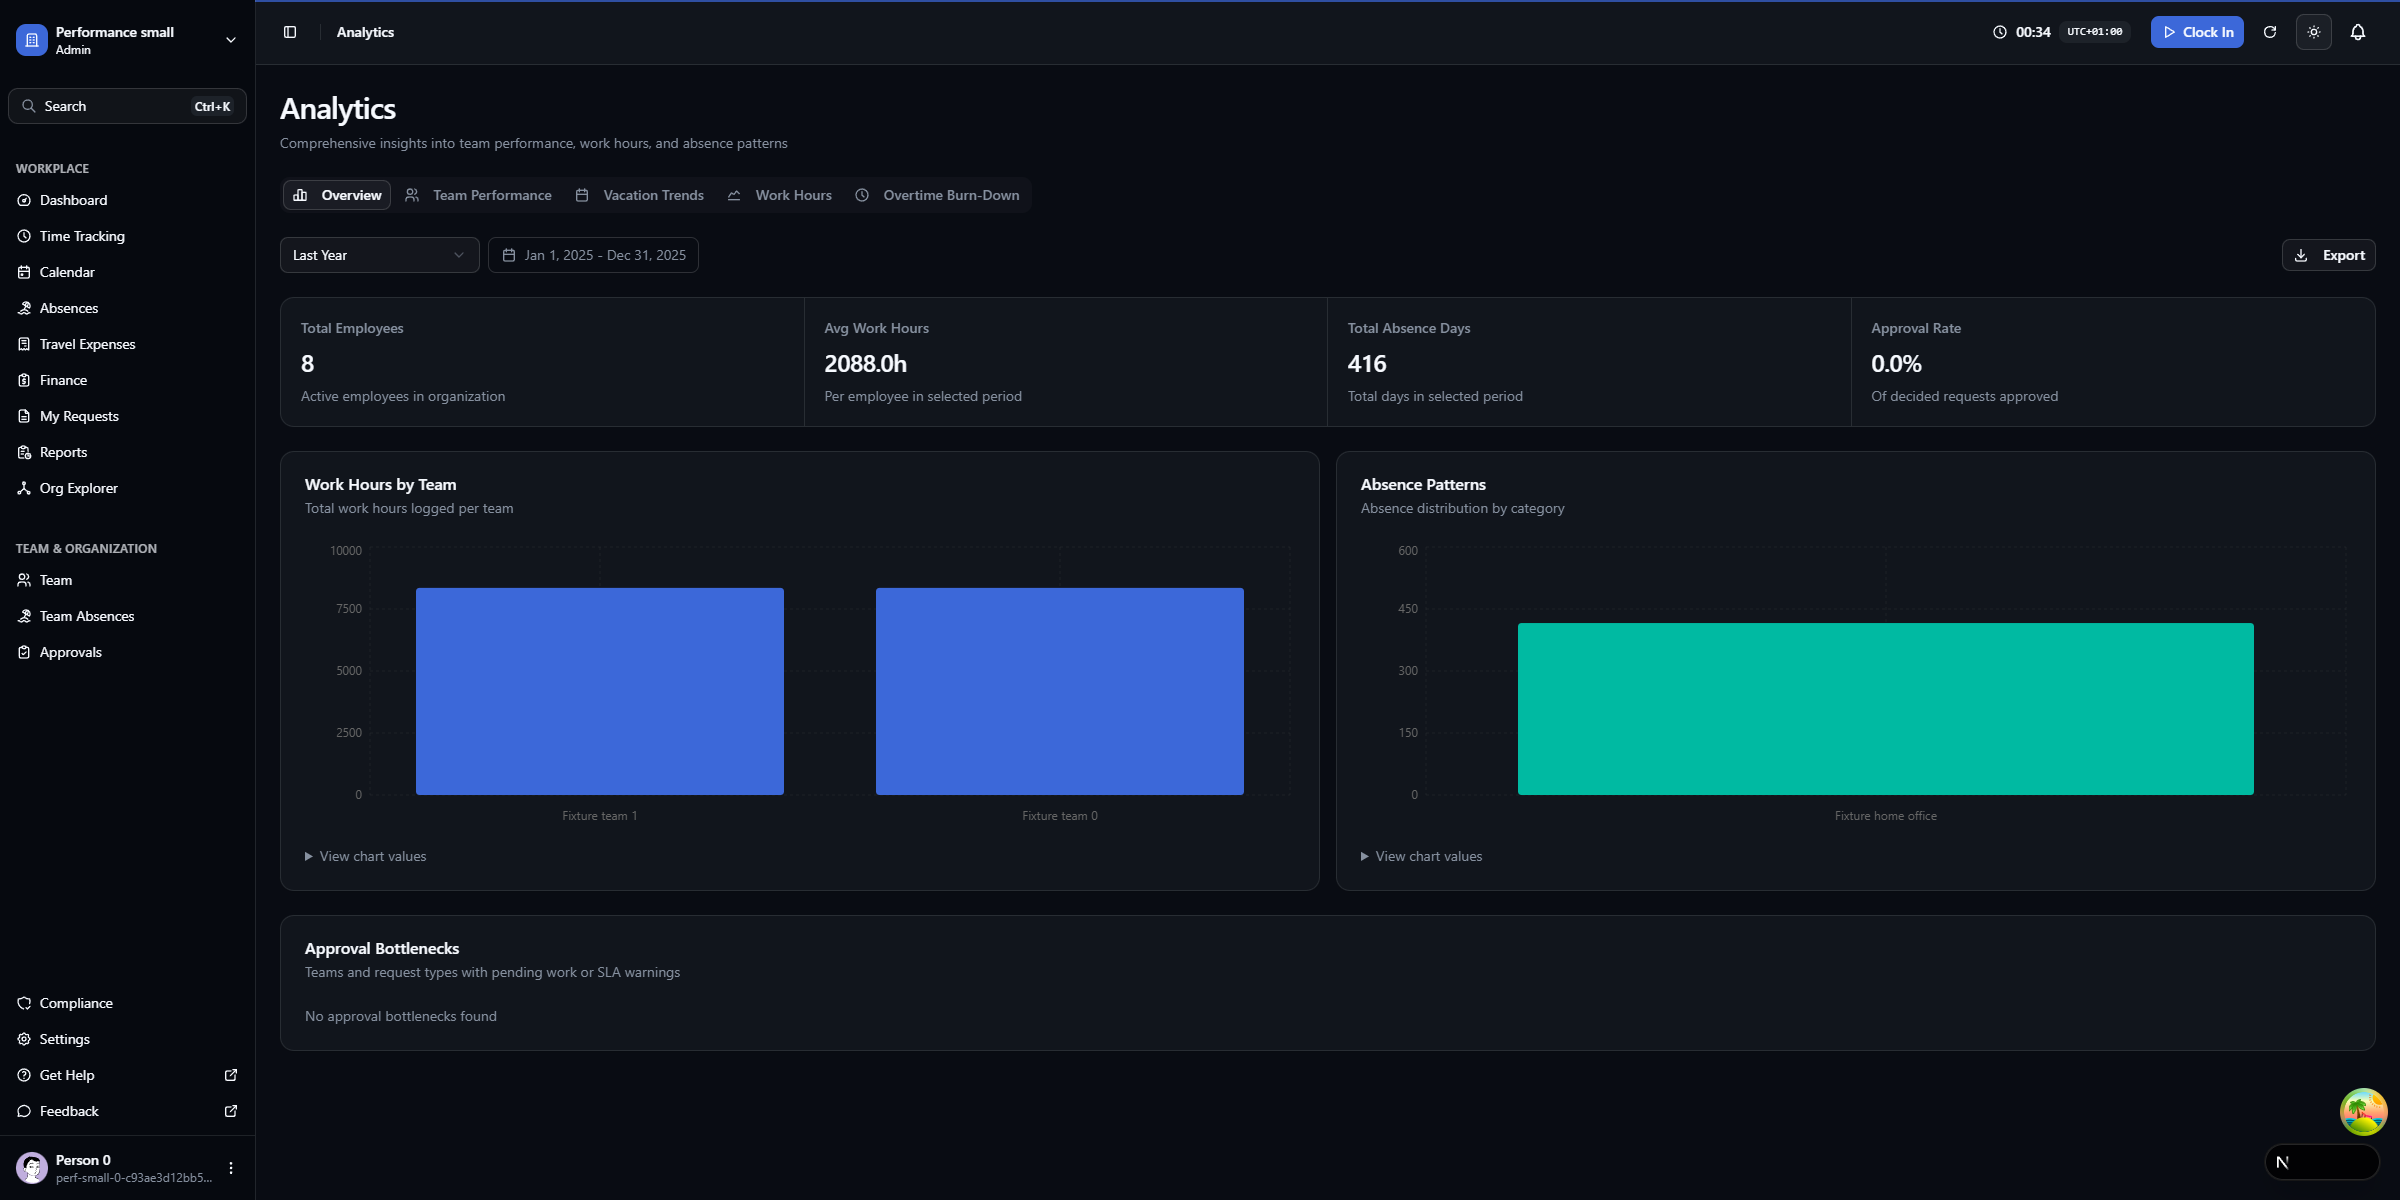 Performance small
Admin
Analytics
00:34
UTC+01:00
Clock In
Search
Ctrl+K
WORKPLACE
Dashboard
Time Tracking
Calendar
Absences
Travel Expenses
Finance
My Requests
Reports
Org Explorer
TEAM & ORGANIZATION
Team
Team Absences
Approvals
Compliance
Settings
Get Help
Feedback
Person 0
perf-small-0-c93ae3d12bb5...
Analytics
Comprehensive insights into team performance, work hours, and absence patterns
Overview
Team Performance
Vacation Trends
Work Hours
Overtime Burn-Down
Last Year
Jan 1, 2025 - Dec 31, 2025
Export
Total Employees
8
Active employees in organization
Avg Work Hours
2088.0h
Per employee in selected period
Total Absence Days
416
Total days in selected period
Approval Rate
0.0%
Of decided requests approved
Work Hours by Team
Total work hours logged per team
10000
7500
5000
2500
0
Fixture team 1
Fixture team 0
View chart values
Absence Patterns
Absence distribution by category
600
450
300
150
0
Fixture home office
View chart values
Approval Bottlenecks
Teams and request types with pending work or SLA warnings
No approval bottlenecks found
N